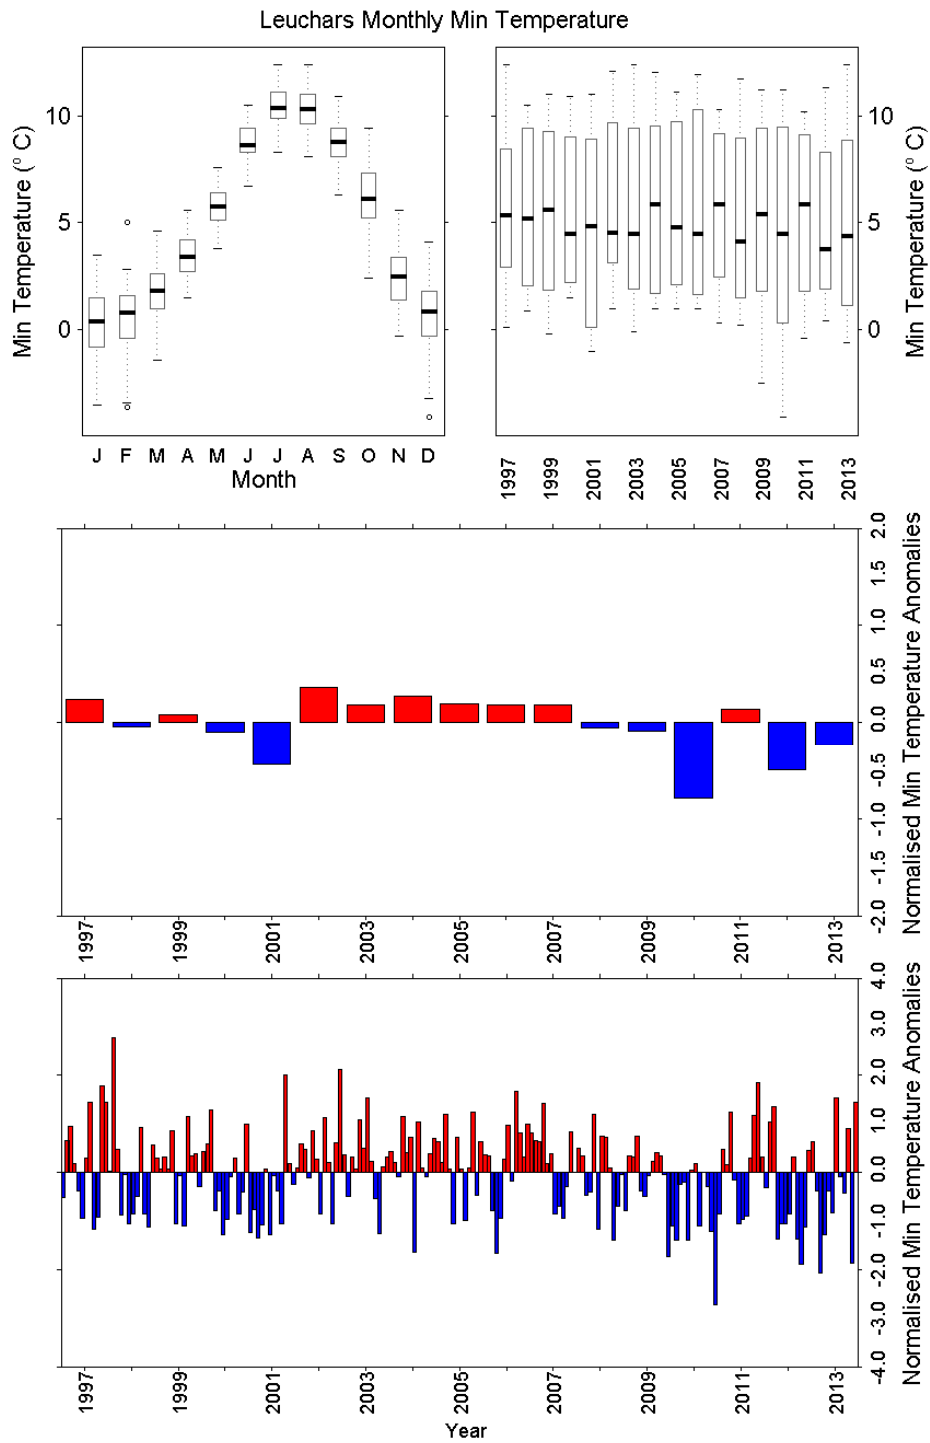 Leuchars Monthly Min Temperature
Min Temperature (° C)
10
5
0
J F M A M J J A S O N D
Month
10
5
0
Min Temperature (° C)
1997 1999 2001 2003 2005 2007 2009 2011 2013
2.0
1.5
1.0
0.5
0.0
-0.5
-1.0
-1.5
-2.0
Normalised Min Temperature Anomalies
1997 1999 2001 2003 2005 2007 2009 2011 2013
4.0
3.0
2.0
1.0
0.0
-1.0
-2.0
-3.0
-4.0
Normalised Min Temperature Anomalies
1997 1999 2001 2003 2005 2007 2009 2011 2013
Year